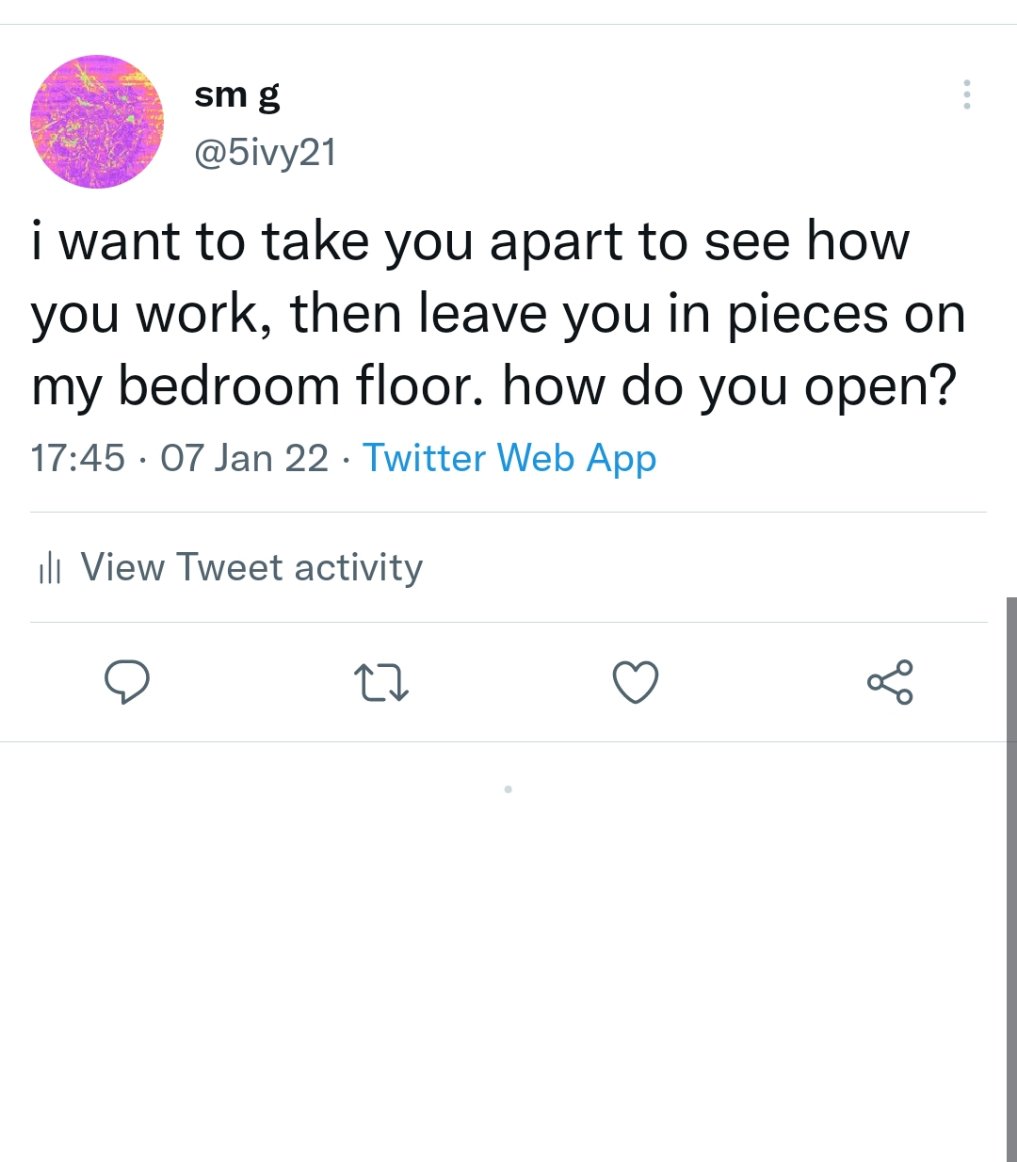 sm g
@5ivy21
i want to take you apart to see how
you work, then leave you in pieces on
my bedroom floor. how do you open?
17:45 · 07 Jan 22 · Twitter Web App
View Tweet activity